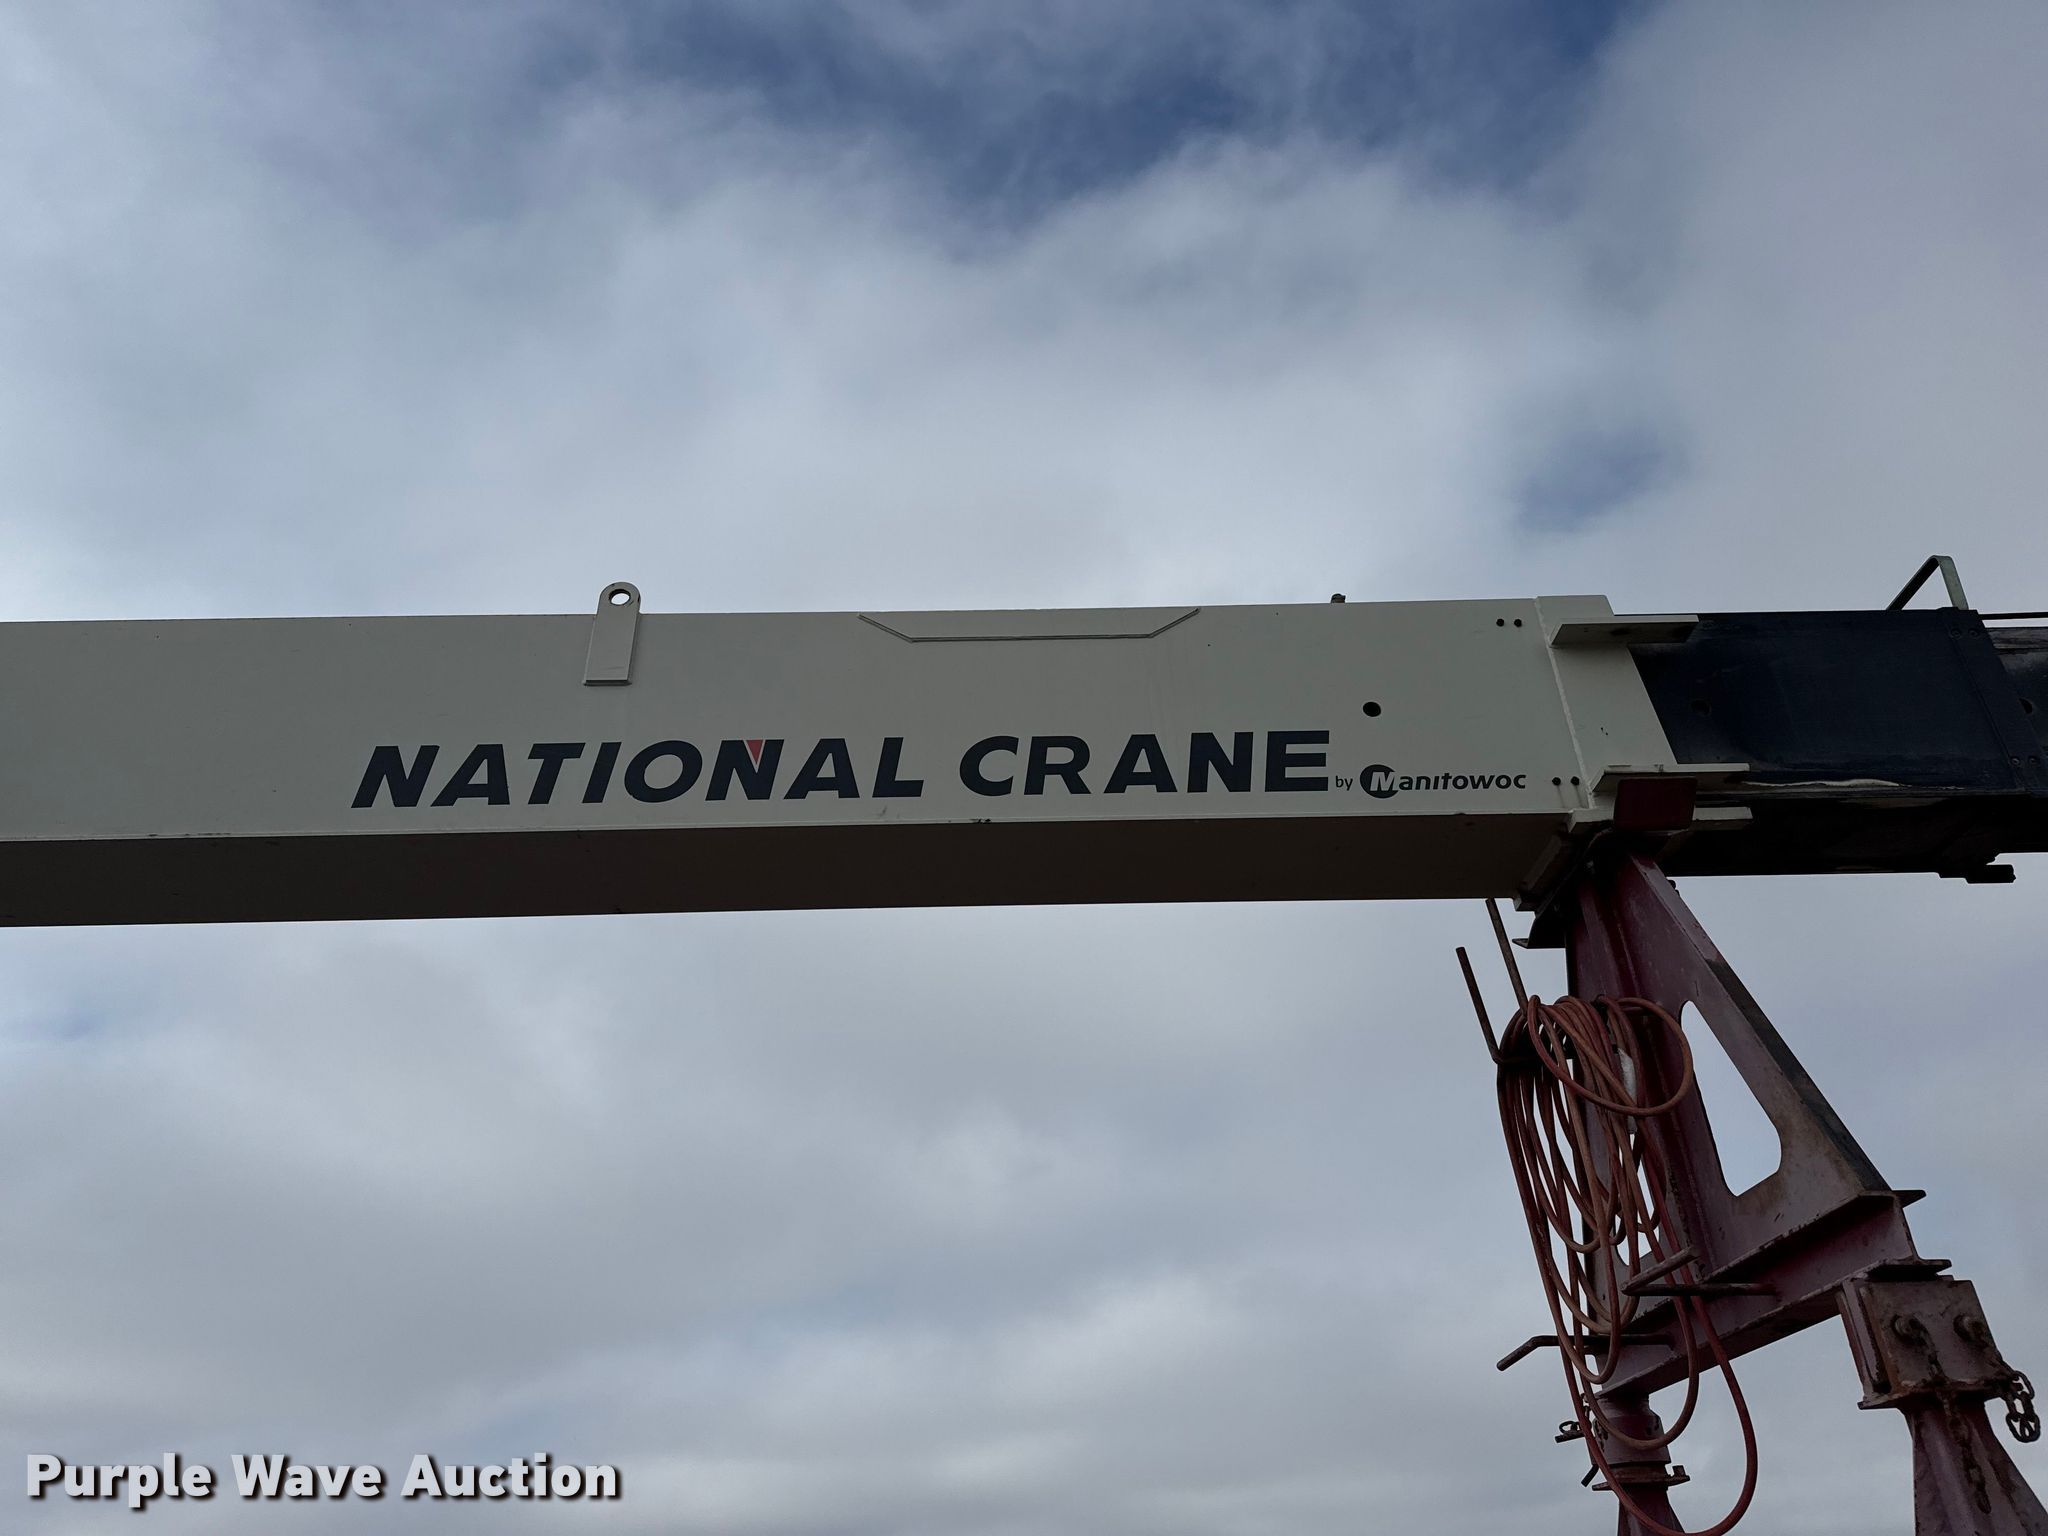 NATIONAL CRANE by Manitowoc
Purple Wave Auction